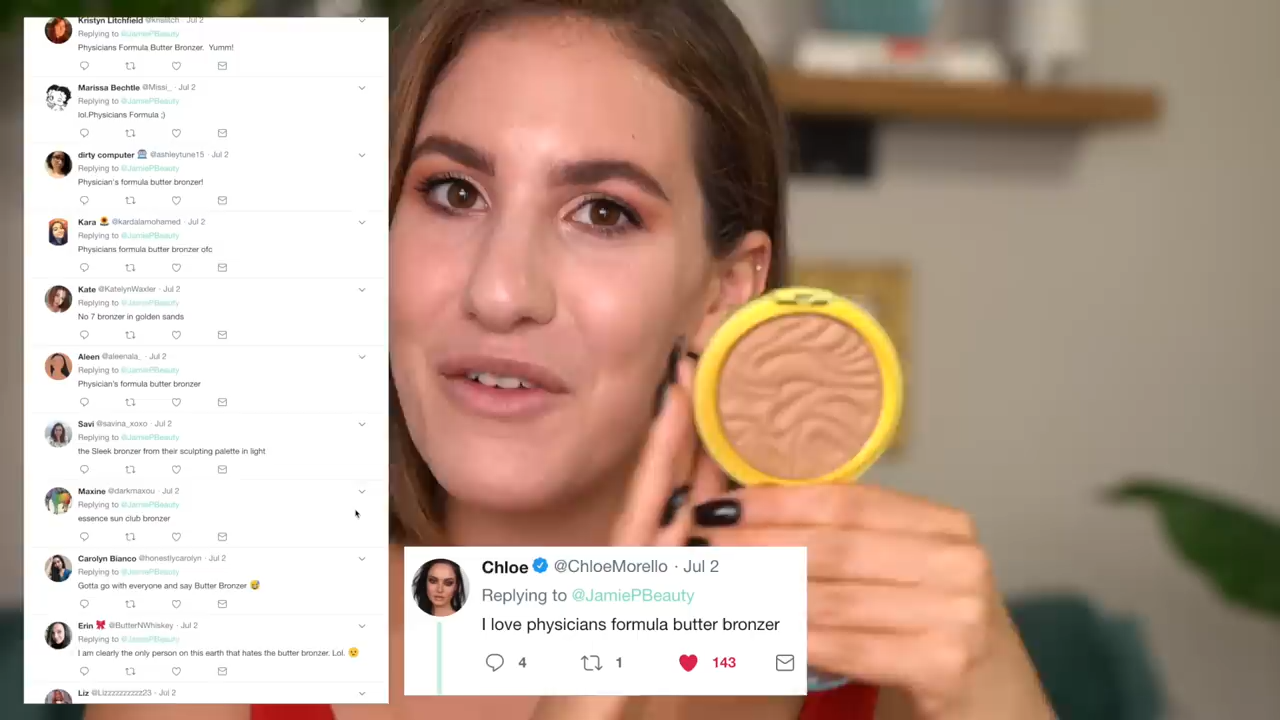 Kristyn Litchfield @krislitch · Jul 2
Replying to @JamiePBeauty
Physicians Formula Butter Bronzer. Yumm!
Marissa Bechtle @Missi_ · Jul 2
Replying to @JamiePBeauty
lol.Physicians Formula ;)
dirty computer @ashleytune15 · Jul 2
Replying to @JamiePBeauty
Physician's formula butter bronzer!
Kara 🌻 @kardalamohamed · Jul 2
Replying to @JamiePBeauty
Physicians formula butter bronzer ofc
Kate @KatelynWaxler · Jul 2
Replying to @JamiePBeauty
No 7 bronzer in golden sands
Aleen @aleenala_ · Jul 2
Replying to @JamiePBeauty
Physician's formula butter bronzer
Savi @savina_xoxo · Jul 2
Replying to @JamiePBeauty
the Sleek bronzer from their sculpting palette in light
Maxine @darkmaxou · Jul 2
Replying to @JamiePBeauty
essence sun club bronzer
Carolyn Bianco @honestlycarolyn · Jul 2
Replying to @JamiePBeauty
Gotta go with everyone and say Butter Bronzer 😅
Erin 🎀 @ButterNWhiskey · Jul 2
Replying to @JamiePBeauty
I am clearly the only person on this earth that hates the butter bronzer. Lol. 😢
Liz @Lizzzzzzzzzz23 · Jul 2
Chloe @ChloeMorello · Jul 2
Replying to @JamiePBeauty
I love physicians formula butter bronzer
4 1 143